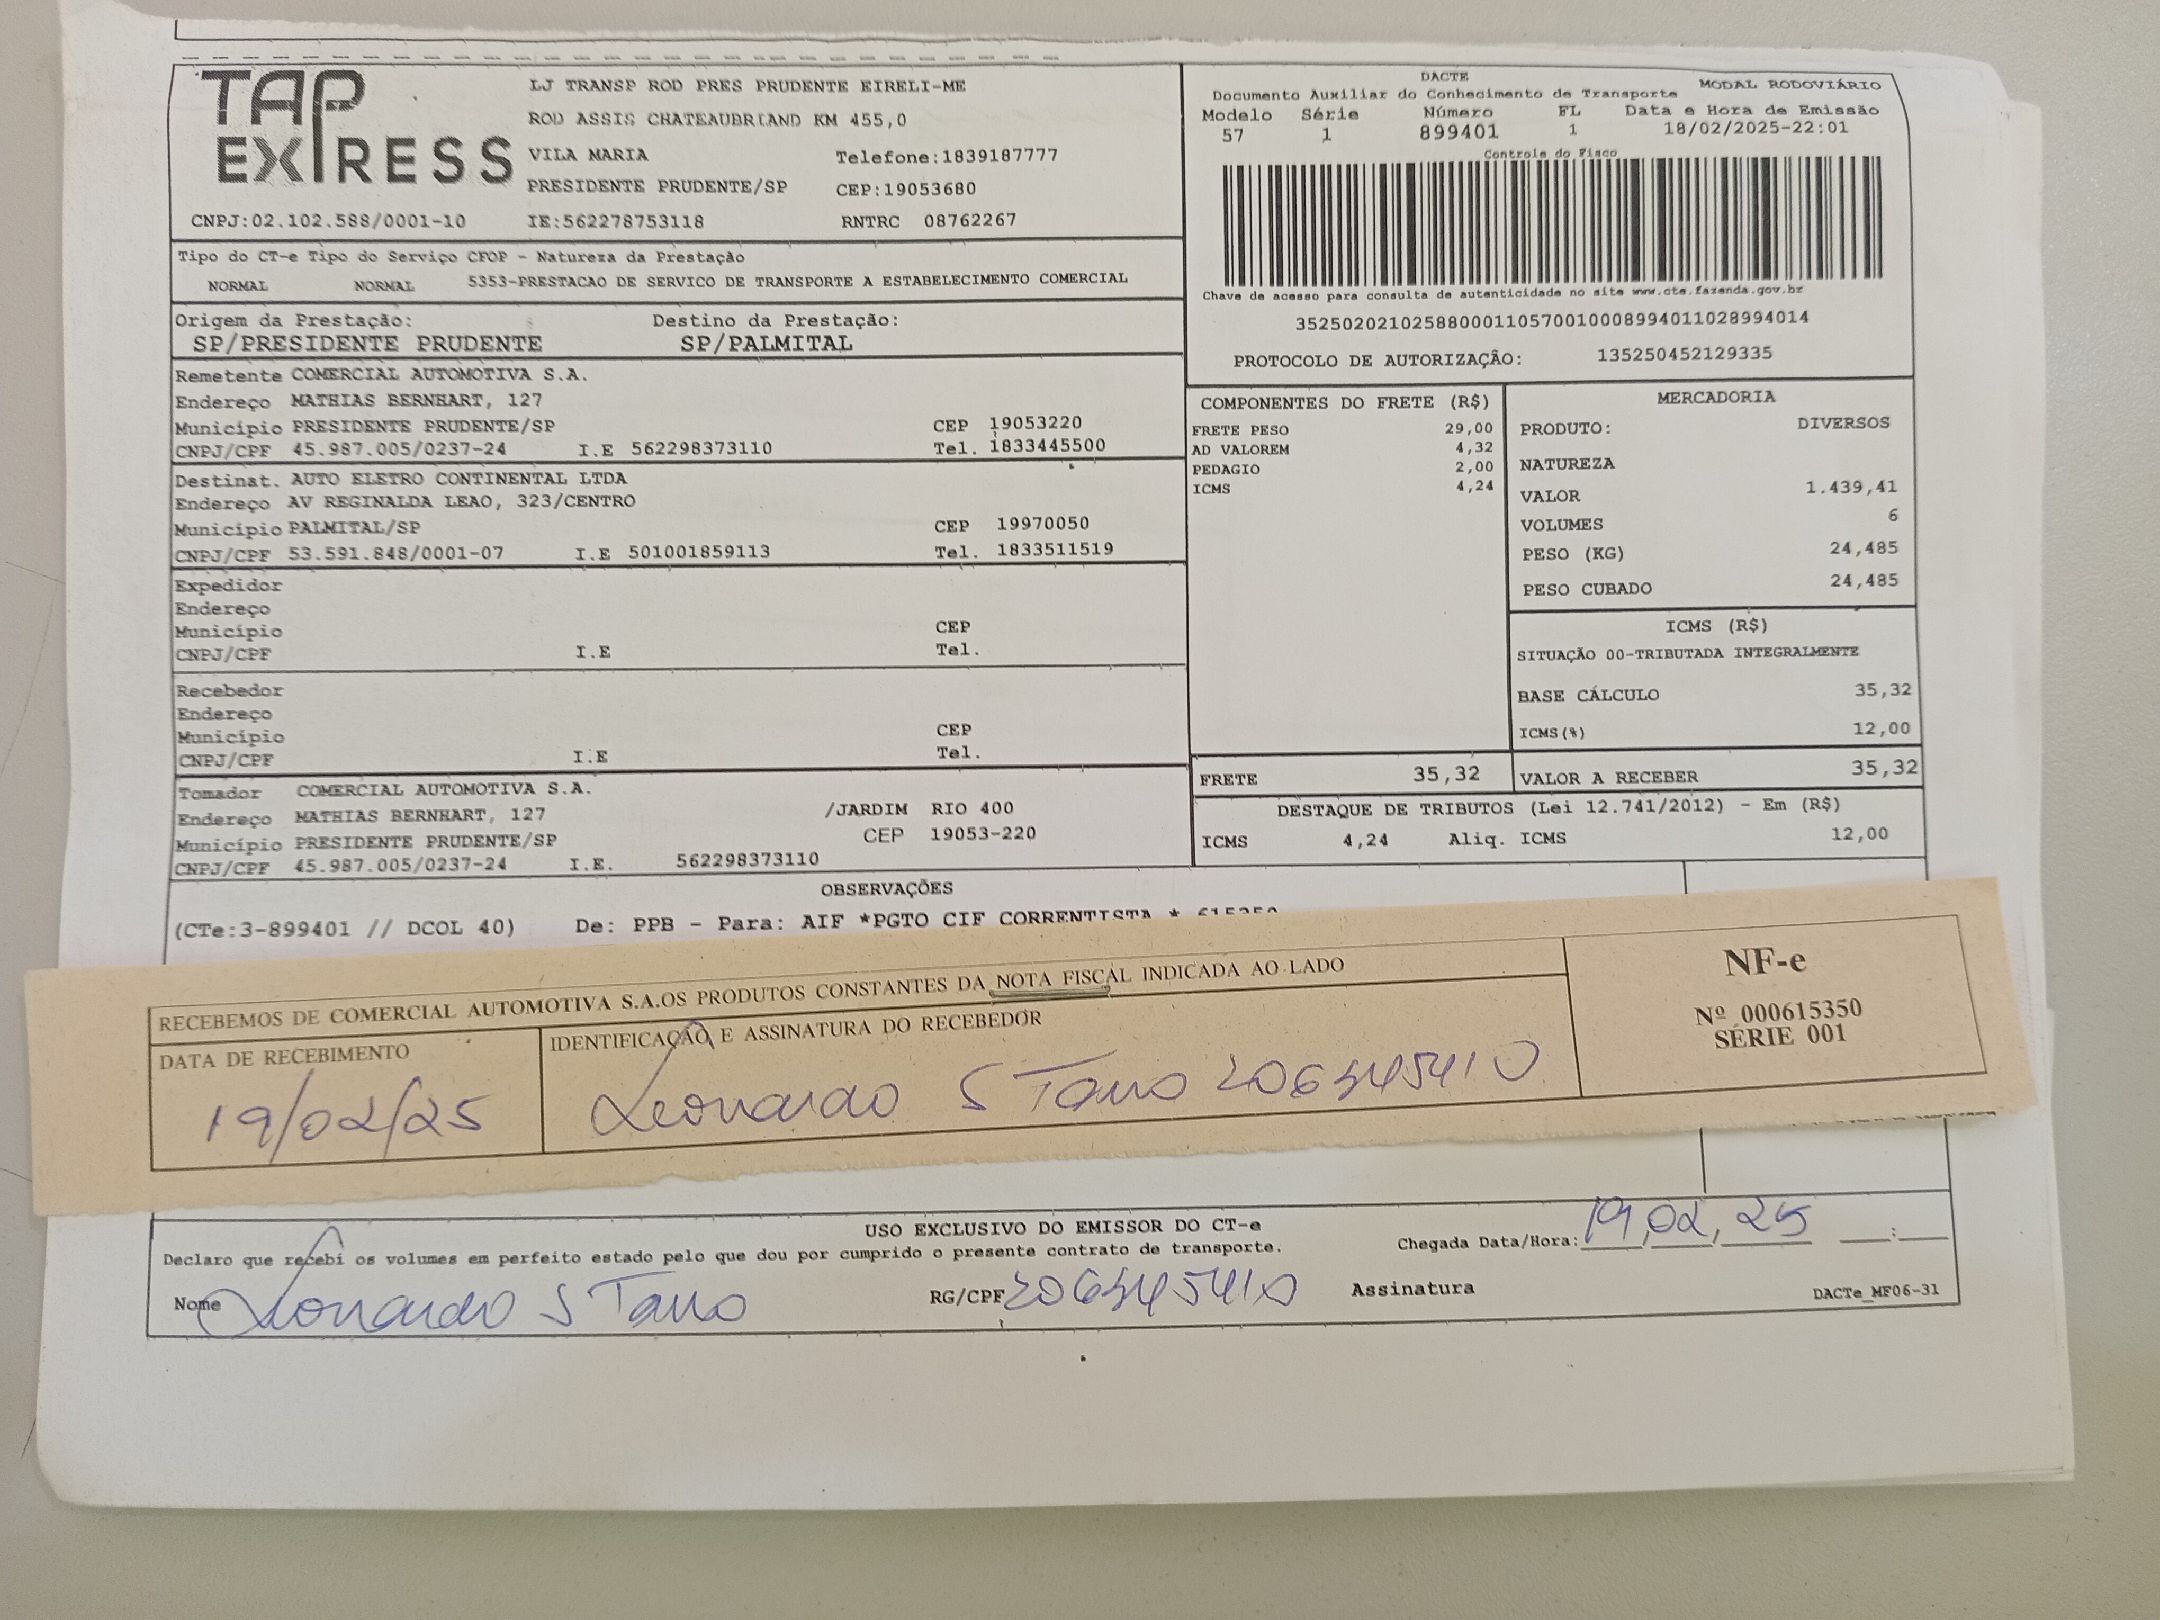 TAP EXPRESS
LJ TRANSP ROD PRES PRUDENTE EIRELI-ME
ROD ASSIS CHATEAUBRIAND KM 455,0
VILA MARIA Telefone:1839187777
PRESIDENTE PRUDENTE/SP CEP:19053680
CNPJ:02.102.588/0001-10 IE:562278753118 RNTRC 08762267
DACTE MODAL RODOVIÁRIO
Documento Auxiliar do Conhecimento de Transporte
Modelo Série Número FL Data e Hora de Emissão
57 1 899401 1 18/02/2025-22:01
Controle do Fisco
Chave de acesso para consulta de autenticidade no site www.cte.fazenda.gov.br
35250202102588000110570010008994011028994014
PROTOCOLO DE AUTORIZAÇÃO: 135250452129335
Tipo do CT-e Tipo do Serviço CFOP - Natureza da Prestação
NORMAL NORMAL 5353-PRESTACAO DE SERVICO DE TRANSPORTE A ESTABELECIMENTO COMERCIAL
Origem da Prestação: Destino da Prestação:
SP/PRESIDENTE PRUDENTE SP/PALMITAL
Remetente COMERCIAL AUTOMOTIVA S.A.
Endereço MATHIAS BERNHART, 127
Município PRESIDENTE PRUDENTE/SP CEP 19053220
CNPJ/CPF 45.987.005/0237-24 I.E 562298373110 Tel. 1833445500
Destinat. AUTO ELETRO CONTINENTAL LTDA
Endereço AV REGINALDA LEAO, 323/CENTRO
Município PALMITAL/SP CEP 19970050
CNPJ/CPF 53.591.848/0001-07 I.E 501001859113 Tel. 1833511519
Expedidor
Endereço
Município CEP
CNPJ/CPF I.E Tel.
Recebedor
Endereço
Município CEP
CNPJ/CPF I.E Tel.
Tomador COMERCIAL AUTOMOTIVA S.A.
Endereço MATHIAS BERNHART, 127 /JARDIM RIO 400
Município PRESIDENTE PRUDENTE/SP CEP 19053-220
CNPJ/CPF 45.987.005/0237-24 I.E. 562298373110
COMPONENTES DO FRETE (R$)
FRETE PESO 29,00
AD VALOREM 4,32
PEDAGIO 2,00
ICMS 4,24
MERCADORIA
PRODUTO: DIVERSOS
NATUREZA
VALOR 1.439,41
VOLUMES 6
PESO (KG) 24,485
PESO CUBADO 24,485
ICMS (R$)
SITUAÇÃO 00-TRIBUTADA INTEGRALMENTE
BASE CÁLCULO 35,32
ICMS(%) 12,00
FRETE 35,32 VALOR A RECEBER 35,32
DESTAQUE DE TRIBUTOS (Lei 12.741/2012) - Em (R$)
ICMS 4,24 Aliq. ICMS 12,00
OBSERVAÇÕES
(CTe:3-899401 // DCOL 40) De: PPB - Para: AIF *PGTO CIF CORRENTISTA * 615350
RECEBEMOS DE COMERCIAL AUTOMOTIVA S.A.OS PRODUTOS CONSTANTES DA NOTA FISCAL INDICADA AO LADO
DATA DE RECEBIMENTO IDENTIFICAÇÃO E ASSINATURA DO RECEBEDOR
19/02/25 Leonardo S Tano 206545410
NF-e
Nº 000615350
SÉRIE 001
USO EXCLUSIVO DO EMISSOR DO CT-e
Declaro que recebi os volumes em perfeito estado pelo que dou por cumprido o presente contrato de transporte. Chegada Data/Hora: 19,02,25
Nome Leonardo S Tano RG/CPF 206545410 Assinatura DACTe_MF06-31